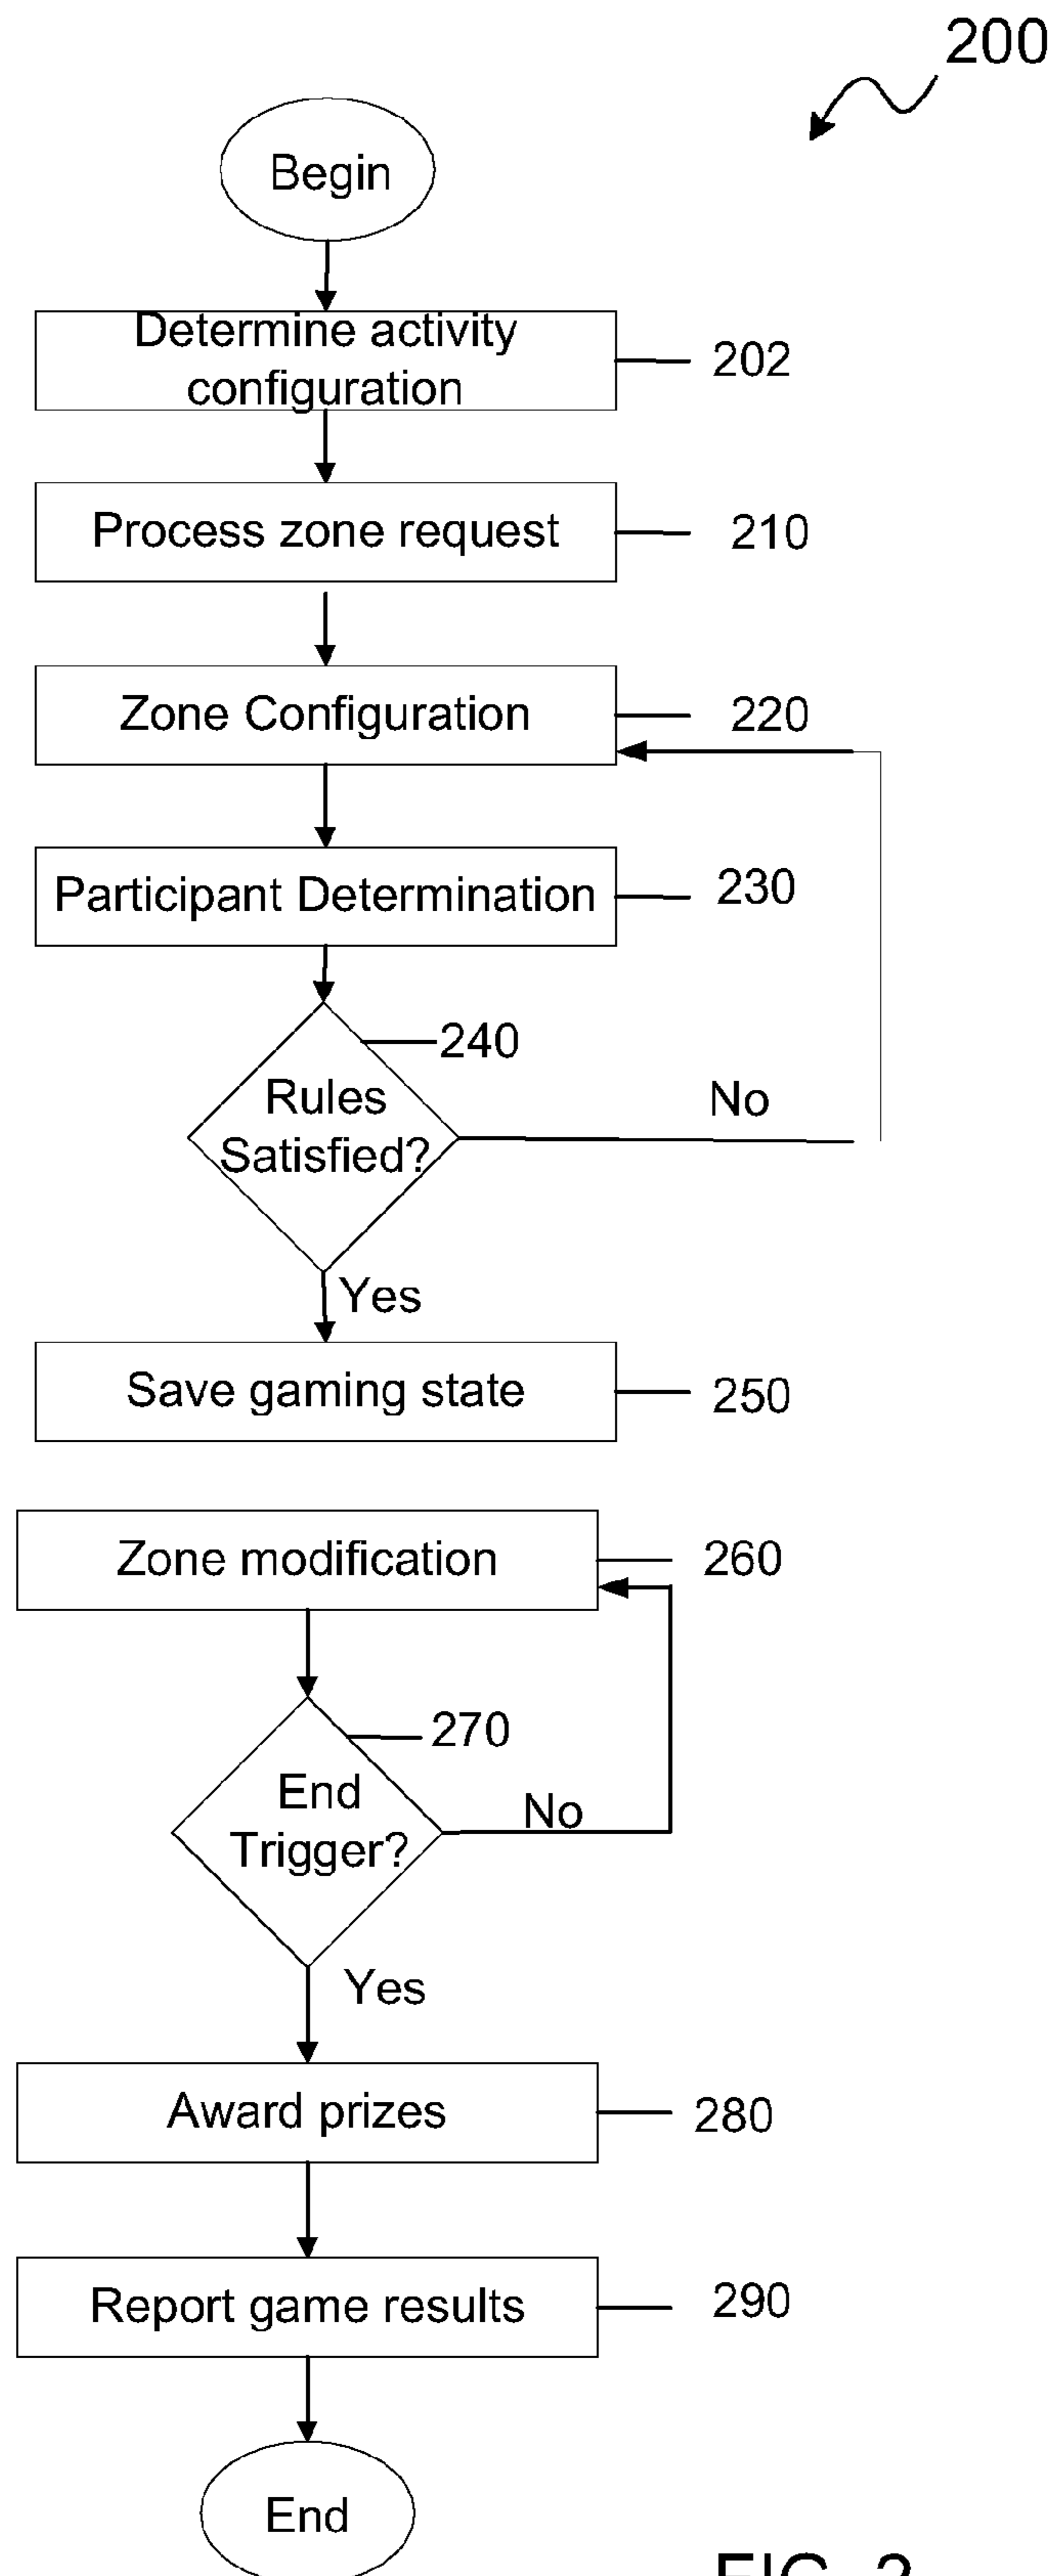 200
Begin
Determine activity
configuration
202
Process zone request
210
Zone Configuration
220
Participant Determination
230
240
Rules
Satisfied?
No
Yes
Save gaming state
250
Zone modification
260
270
End
Trigger?
No
Yes
Award prizes
280
Report game results
290
End
FIG. 2